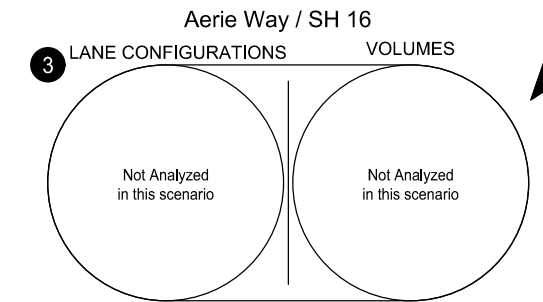 Aerie Way / SH 16
3
LANE CONFIGURATIONS
VOLUMES
Not Analyzed
in this scenario
Not Analyzed
in this scenario